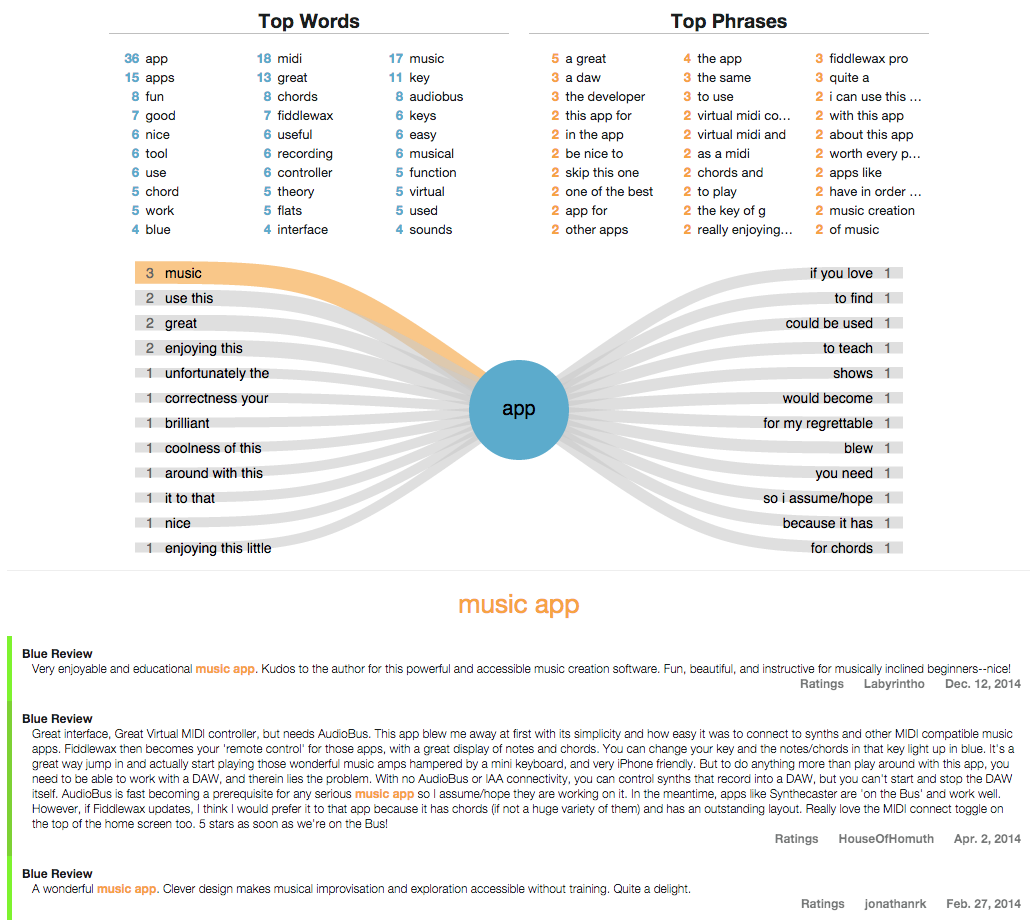 Top Words
Top Phrases
36 app 18 midi 17 music
15 apps 13 great 11 key
8 fun 8 chords 8 audiobus
7 good 7 fiddlewax 6 keys
6 nice 6 useful 6 easy
6 tool 6 recording 6 musical
6 use 6 controller 5 function
5 chord 5 theory 5 virtual
5 work 5 flats 5 used
4 blue 4 interface 4 sounds
5 a great 4 the app 3 fiddlewax pro
3 a daw 3 the same 3 quite a
3 the developer 3 to use 2 i can use this ...
2 this app for 2 virtual midi co... 2 with this app
2 in the app 2 virtual midi and 2 about this app
2 be nice to 2 as a midi 2 worth every p...
2 skip this one 2 chords and 2 apps like
2 one of the best 2 to play 2 have in order ...
2 app for 2 the key of g 2 music creation
2 other apps 2 really enjoying... 2 of music
3 music
2 use this
2 great
2 enjoying this
1 unfortunately the
1 correctness your
1 brilliant
1 coolness of this
1 around with this
1 it to that
1 nice
1 enjoying this little
app
if you love 1
to find 1
could be used 1
to teach 1
shows 1
would become 1
for my regrettable 1
blew 1
you need 1
so i assume/hope 1
because it has 1
for chords 1
music app
Blue Review
Very enjoyable and educational music app. Kudos to the author for this powerful and accessible music creation software. Fun, beautiful, and instructive for musically inclined beginners--nice!
Ratings Labyrintho Dec. 12, 2014
Blue Review
Great interface, Great Virtual MIDI controller, but needs AudioBus. This app blew me away at first with its simplicity and how easy it was to connect to synths and other MIDI compatible music
apps. Fiddlewax then becomes your 'remote control' for those apps, with a great display of notes and chords. You can change your key and the notes/chords in that key light up in blue. It's a
great way jump in and actually start playing those wonderful music amps hampered by a mini keyboard, and very iPhone friendly. But to do anything more than play around with this app, you
need to be able to work with a DAW, and therein lies the problem. With no AudioBus or IAA connectivity, you can control synths that record into a DAW, but you can't start and stop the DAW
itself. AudioBus is fast becoming a prerequisite for any serious music app so I assume/hope they are working on it. In the meantime, apps like Synthecaster are 'on the Bus' and work well.
However, if Fiddlewax updates, I think I would prefer it to that app because it has chords (if not a huge variety of them) and has an outstanding layout. Really love the MIDI connect toggle on
the top of the home screen too. 5 stars as soon as we're on the Bus!
Ratings HouseOfHomuth Apr. 2, 2014
Blue Review
A wonderful music app. Clever design makes musical improvisation and exploration accessible without training. Quite a delight.
Ratings jonathanrk Feb. 27, 2014